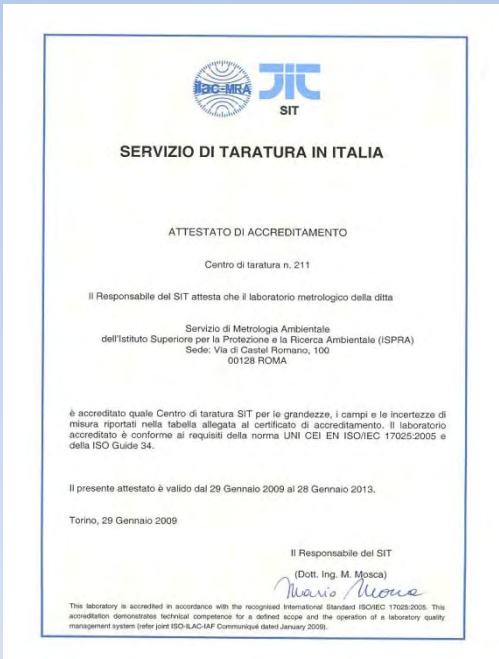 ilac-MRA
SIT
SIT
SERVIZIO DI TARATURA IN ITALIA
ATTESTATO DI ACCREDITAMENTO
Centro di taratura n. 211
Il Responsabile del SIT attesta che il laboratorio metrologico della ditta
Servizio di Metrologia Ambientale
dell'Istituto Superiore per la Protezione e la Ricerca Ambientale (ISPRA)
Sede: Via di Castel Romano, 100
00128 ROMA
è accreditato quale Centro di taratura SIT per le grandezze, i campi e le incertezze di
misura riportati nella tabella allegata al certificato di accreditamento. Il laboratorio
accreditato è conforme ai requisiti della norma UNI CEI EN ISO/IEC 17025:2005 e
della ISO Guide 34.
Il presente attestato è valido dal 29 Gennaio 2009 al 28 Gennaio 2013.
Torino, 29 Gennaio 2009
Il Responsabile del SIT
(Dott. Ing. M. Mosca)
Mario Mosca
This laboratory is accredited in accordance with the recognised International Standard ISO/IEC 17025:2005. This
accreditation demonstrates technical competence for a defined scope and the operation of a laboratory quality
management system (refer joint ISO-ILAC-IAF Communiqué dated January 2009).